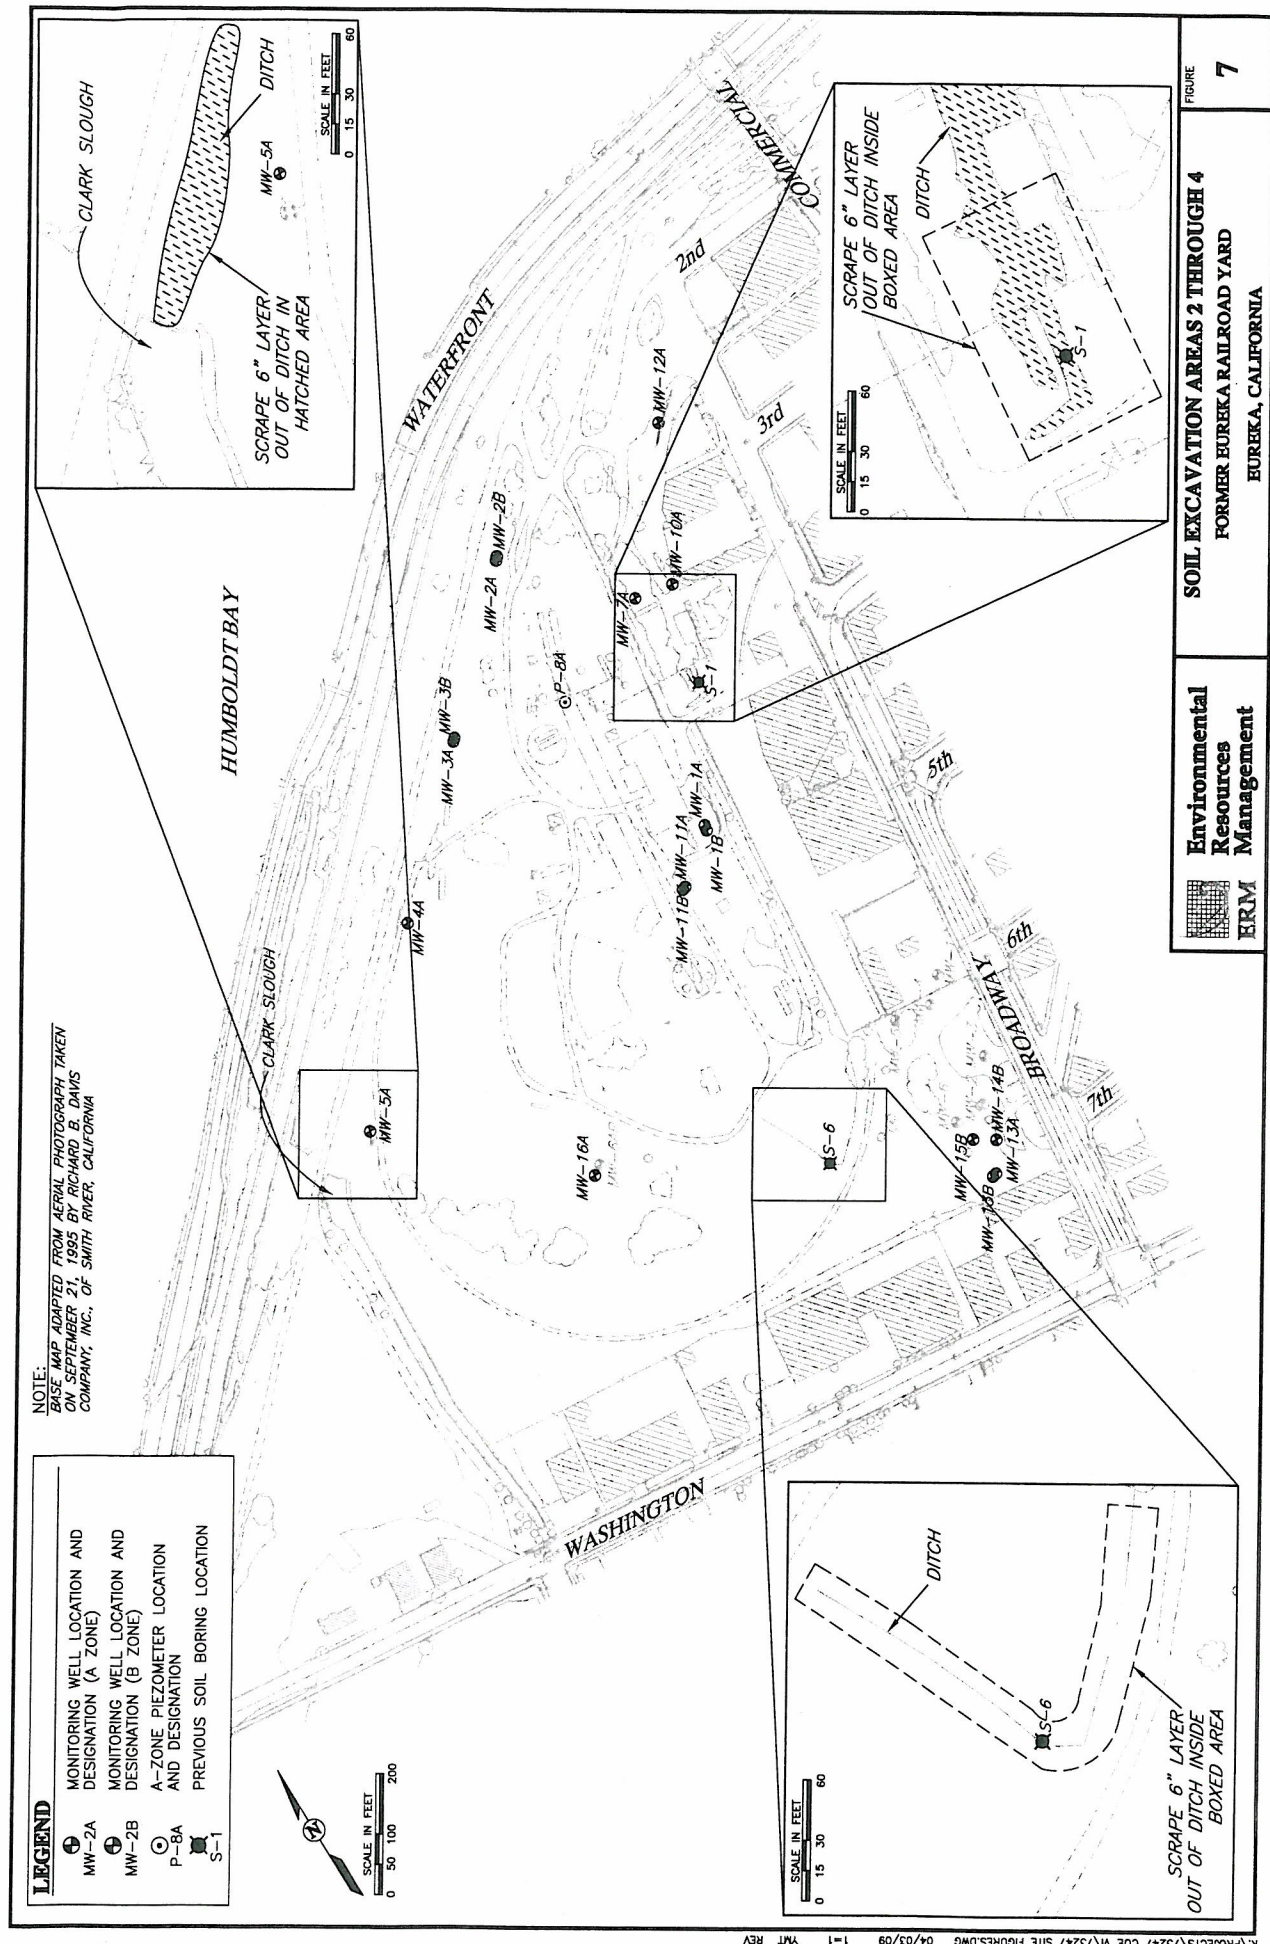 LEGEND
MW-2A
MONITORING WELL LOCATION AND
DESIGNATION (A ZONE)
MW-2B
MONITORING WELL LOCATION AND
DESIGNATION (B ZONE)
P-8A
A-ZONE PIEZOMETER LOCATION
AND DESIGNATION
S-1
PREVIOUS SOIL BORING LOCATION
NOTE:
BASE MAP ADAPTED FROM AERIAL PHOTOGRAPH TAKEN
ON SEPTEMBER 21, 1995 BY RICHARD B. DAVIS
COMPANY, INC., OF SMITH RIVER, CALIFORNIA
N
SCALE IN FEET
0 50 100 200
HUMBOLDT BAY
CLARK SLOUGH
CLARK SLOUGH
DITCH
MW-5A
SCRAPE 6" LAYER
OUT OF DITCH IN
HATCHED AREA
SCALE IN FEET
0 15 30 60
WATERFRONT
COMMERCIAL
2nd
3rd
5th
6th
7th
BROADWAY
WASHINGTON
MW-5A
MW-4A
MW-3A
MW-3B
MW-2A
MW-2B
P-8A
MW-12A
MW-7A
MW-10A
S-1
MW-11B
MW-11A
MW-1A
MW-1B
MW-16A
S-6
MW-15B
MW-14B
MW-13A
SCRAPE 6" LAYER
OUT OF DITCH INSIDE
BOXED AREA
DITCH
S-1
SCALE IN FEET
0 15 30 60
DITCH
S-6
SCRAPE 6" LAYER
OUT OF DITCH INSIDE
BOXED AREA
SCALE IN FEET
0 15 30 60
ERM
Environmental
Resources
Management
SOIL EXCAVATION AREAS 2 THROUGH 4
FORMER EUREKA RAILROAD YARD
EUREKA, CALIFORNIA
FIGURE
7
04/03/09 1=1 YMT REV